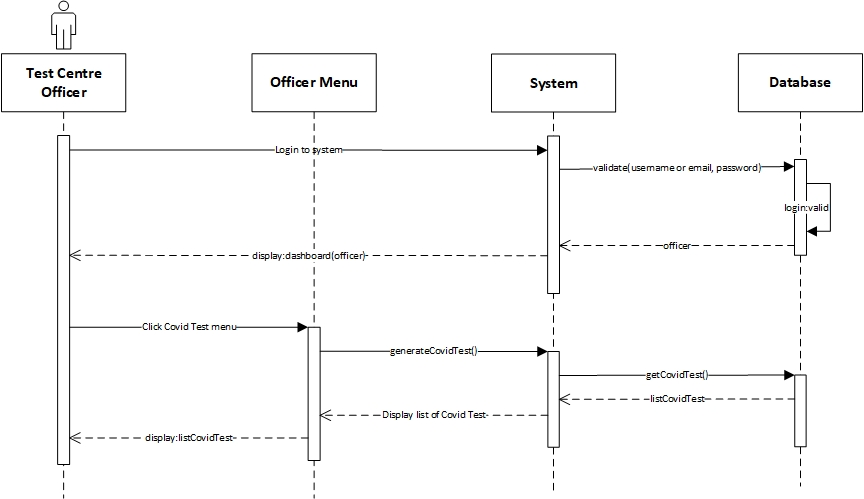 Test Centre
Officer
Officer Menu
System
Database
Login to system
validate(username or email, password)
login:valid
officer
display:dashboard(officer)
Click Covid Test menu
generateCovidTest()
getCovidTest()
listCovidTest
Display list of Covid Test
display:listCovidTest